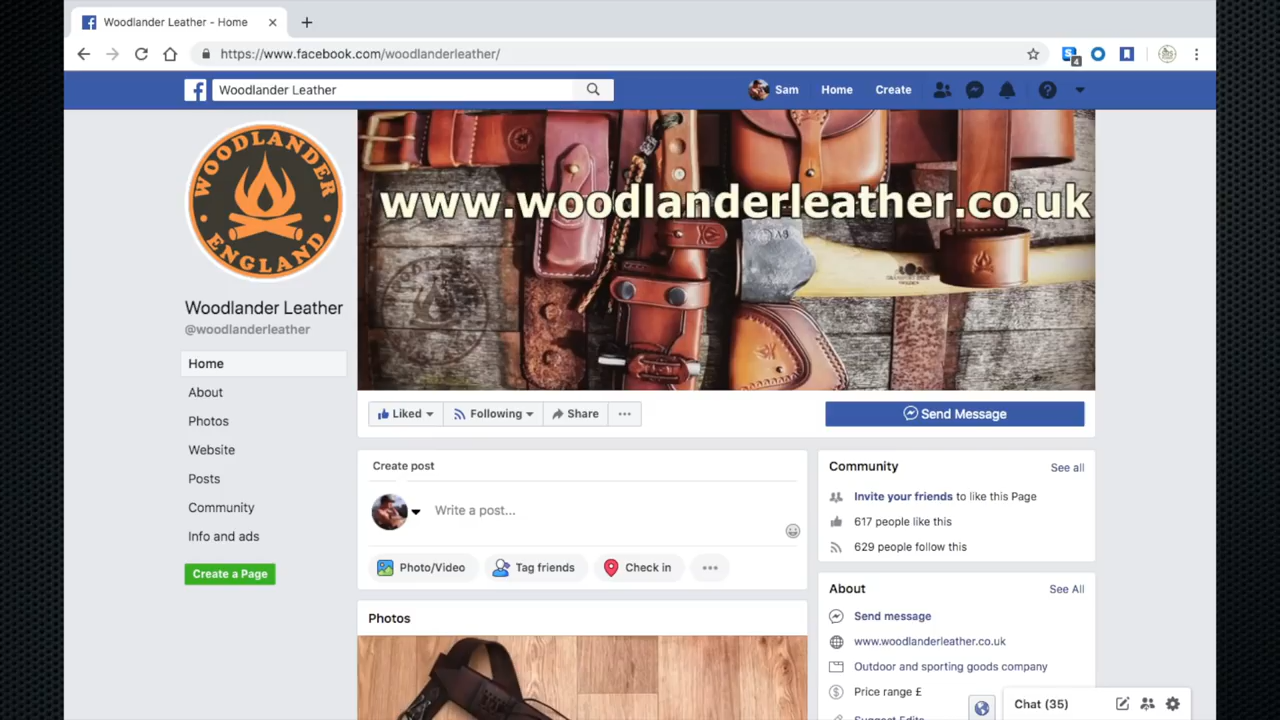 Woodlander Leather - Home
https://www.facebook.com/woodlanderleather/
4
Woodlander Leather
Sam
Home
Create
WOODLANDER
ENGLAND
www.woodlanderleather.co.uk
Woodlander Leather
@woodlanderleather
Home
About
Photos
Website
Posts
Community
Info and ads
Create a Page
Liked
Following
Share
Send Message
Create post
Write a post...
Photo/Video
Tag friends
Check in
Photos
Community
See all
Invite your friends to like this Page
617 people like this
629 people follow this
About
See All
Send message
www.woodlanderleather.co.uk
Outdoor and sporting goods company
Price range £
Suggest Edits
Chat (35)